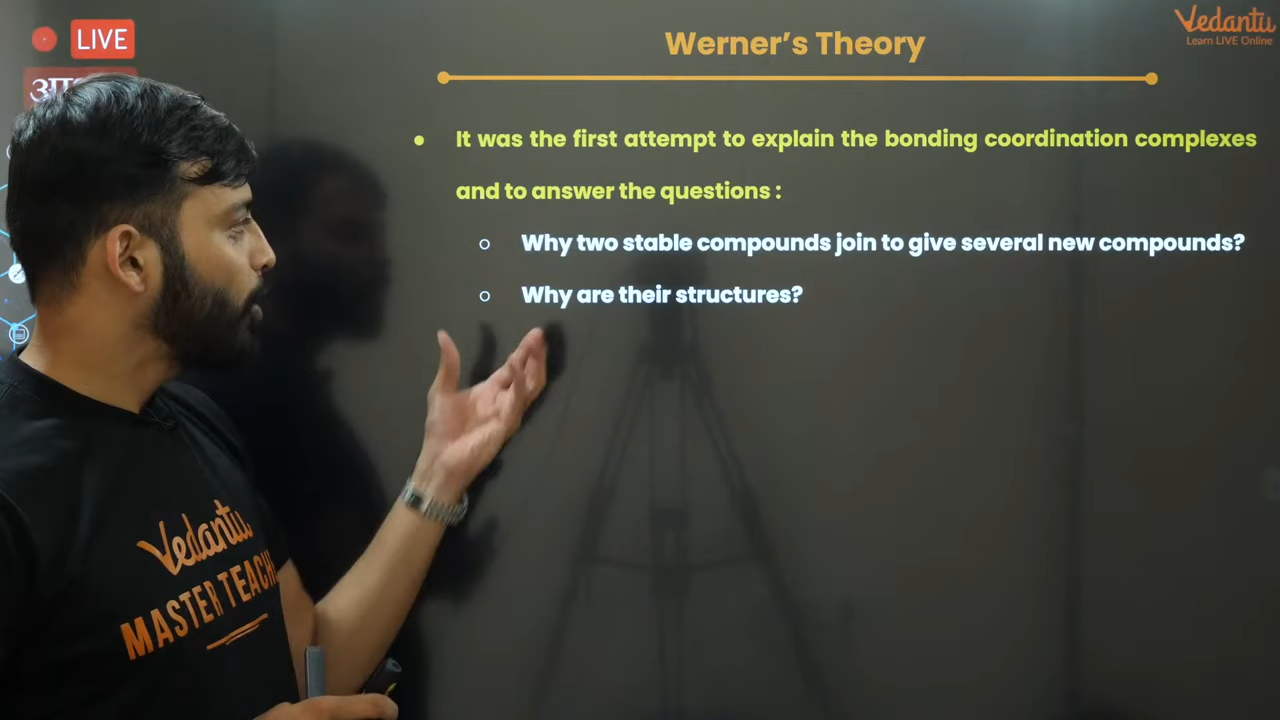 LIVE
Vedantu
Learn LIVE Online
Werner's Theory
It was the first attempt to explain the bonding coordination complexes
and to answer the questions :
Why two stable compounds join to give several new compounds?
Why are their structures?
Vedantu
MASTER